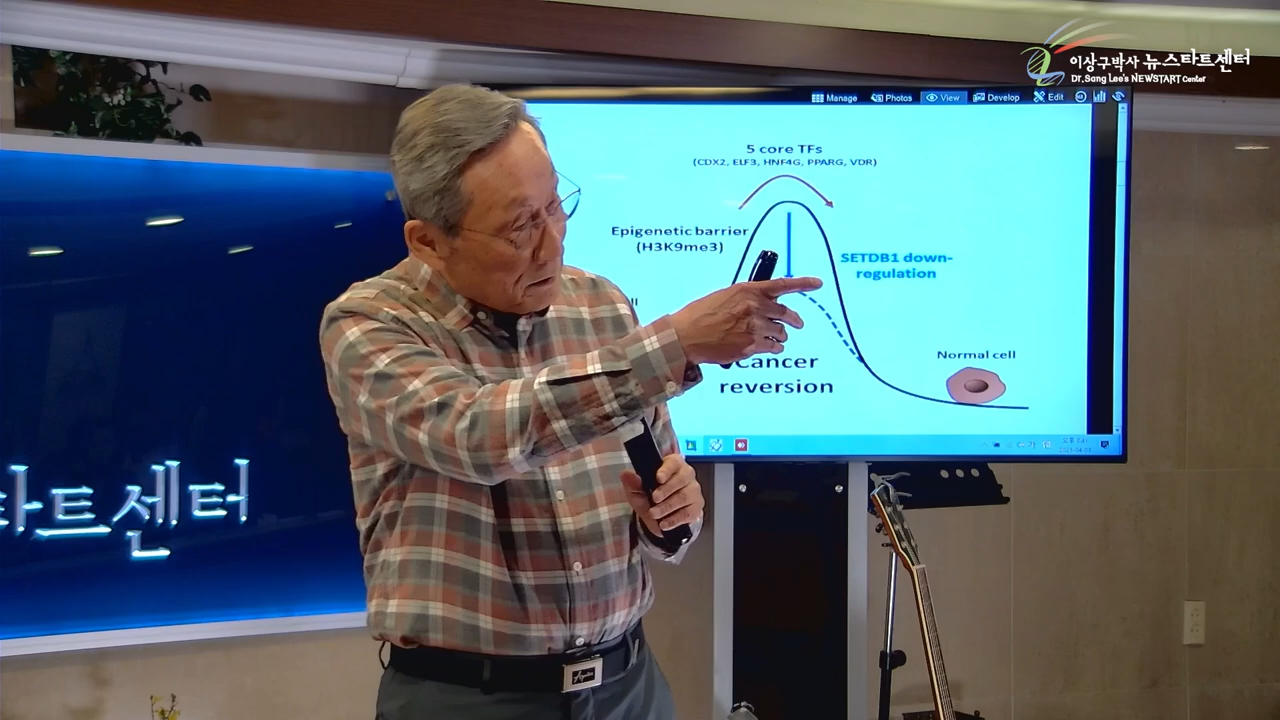 이상구박사 뉴스타트센터
Dr. Sang Lee's NEWSTART Center
Manage Photos View Develop Edit
5 core TFs
(CDX2, ELF3, HNF4G, PPARG, VDR)
Epigenetic barrier
(H3K9me3)
SETDB1 down-
regulation
Normal cell
Cancer
reversion
타트센터